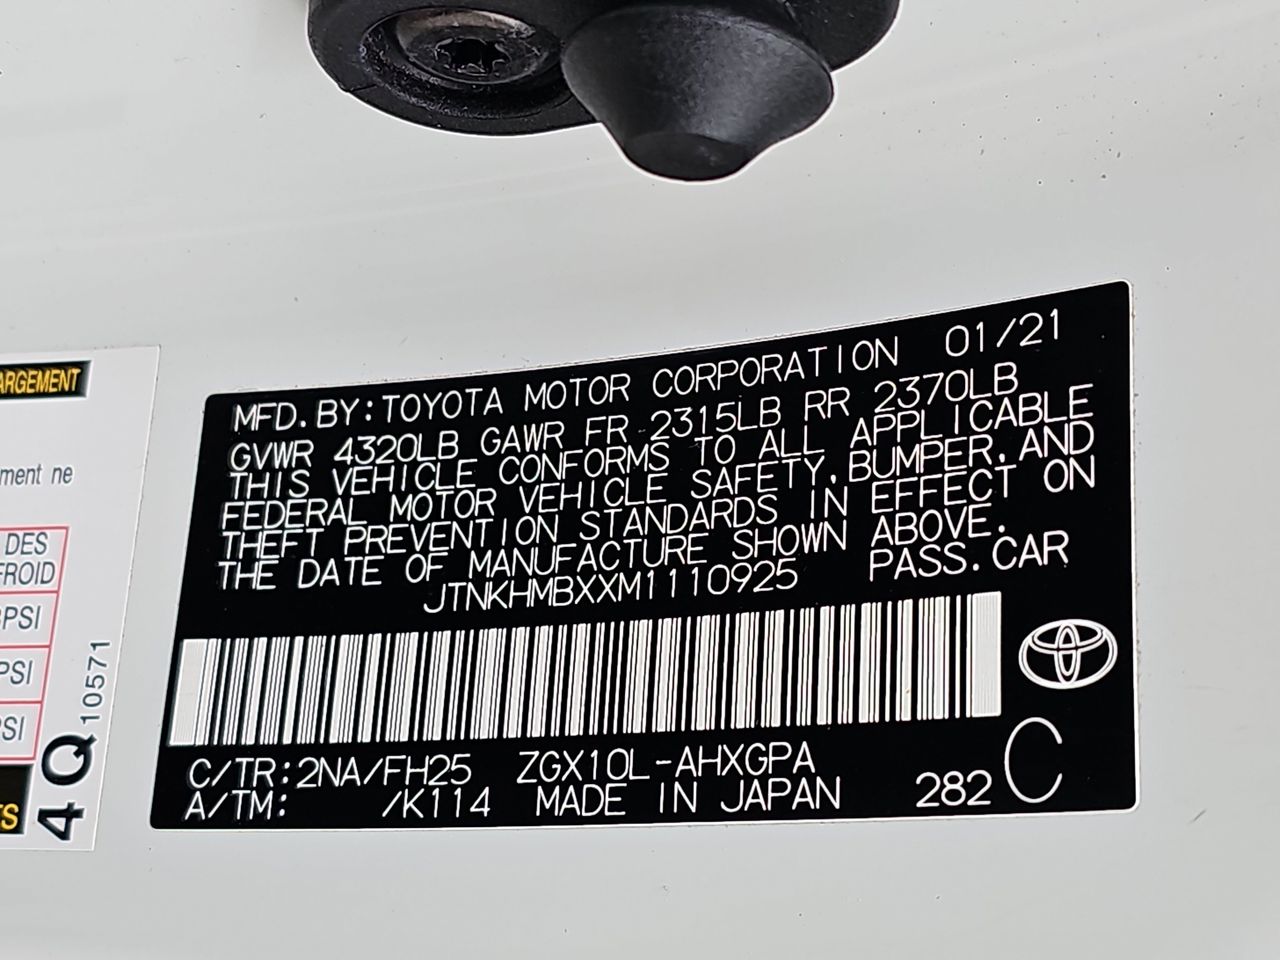 MFD. BY: TOYOTA MOTOR CORPORATION 01/21
GVWR 4320LB GAWR FR 2315LB RR 2370LB
THIS VEHICLE CONFORMS TO ALL APPLICABLE
FEDERAL MOTOR VEHICLE SAFETY, BUMPER, AND
THEFT PREVENTION STANDARDS IN EFFECT ON
THE DATE OF MANUFACTURE SHOWN ABOVE.
JTNKHMBXXM1110925 PASS. CAR
C/TR: 2NA/FH25 ZGX10L-AHXGPA
A/TM: /K114 MADE IN JAPAN 282 C
ARGEMENT
ment ne
DES
FROID
PSI
PSI
PSI
TS
4Q 10571